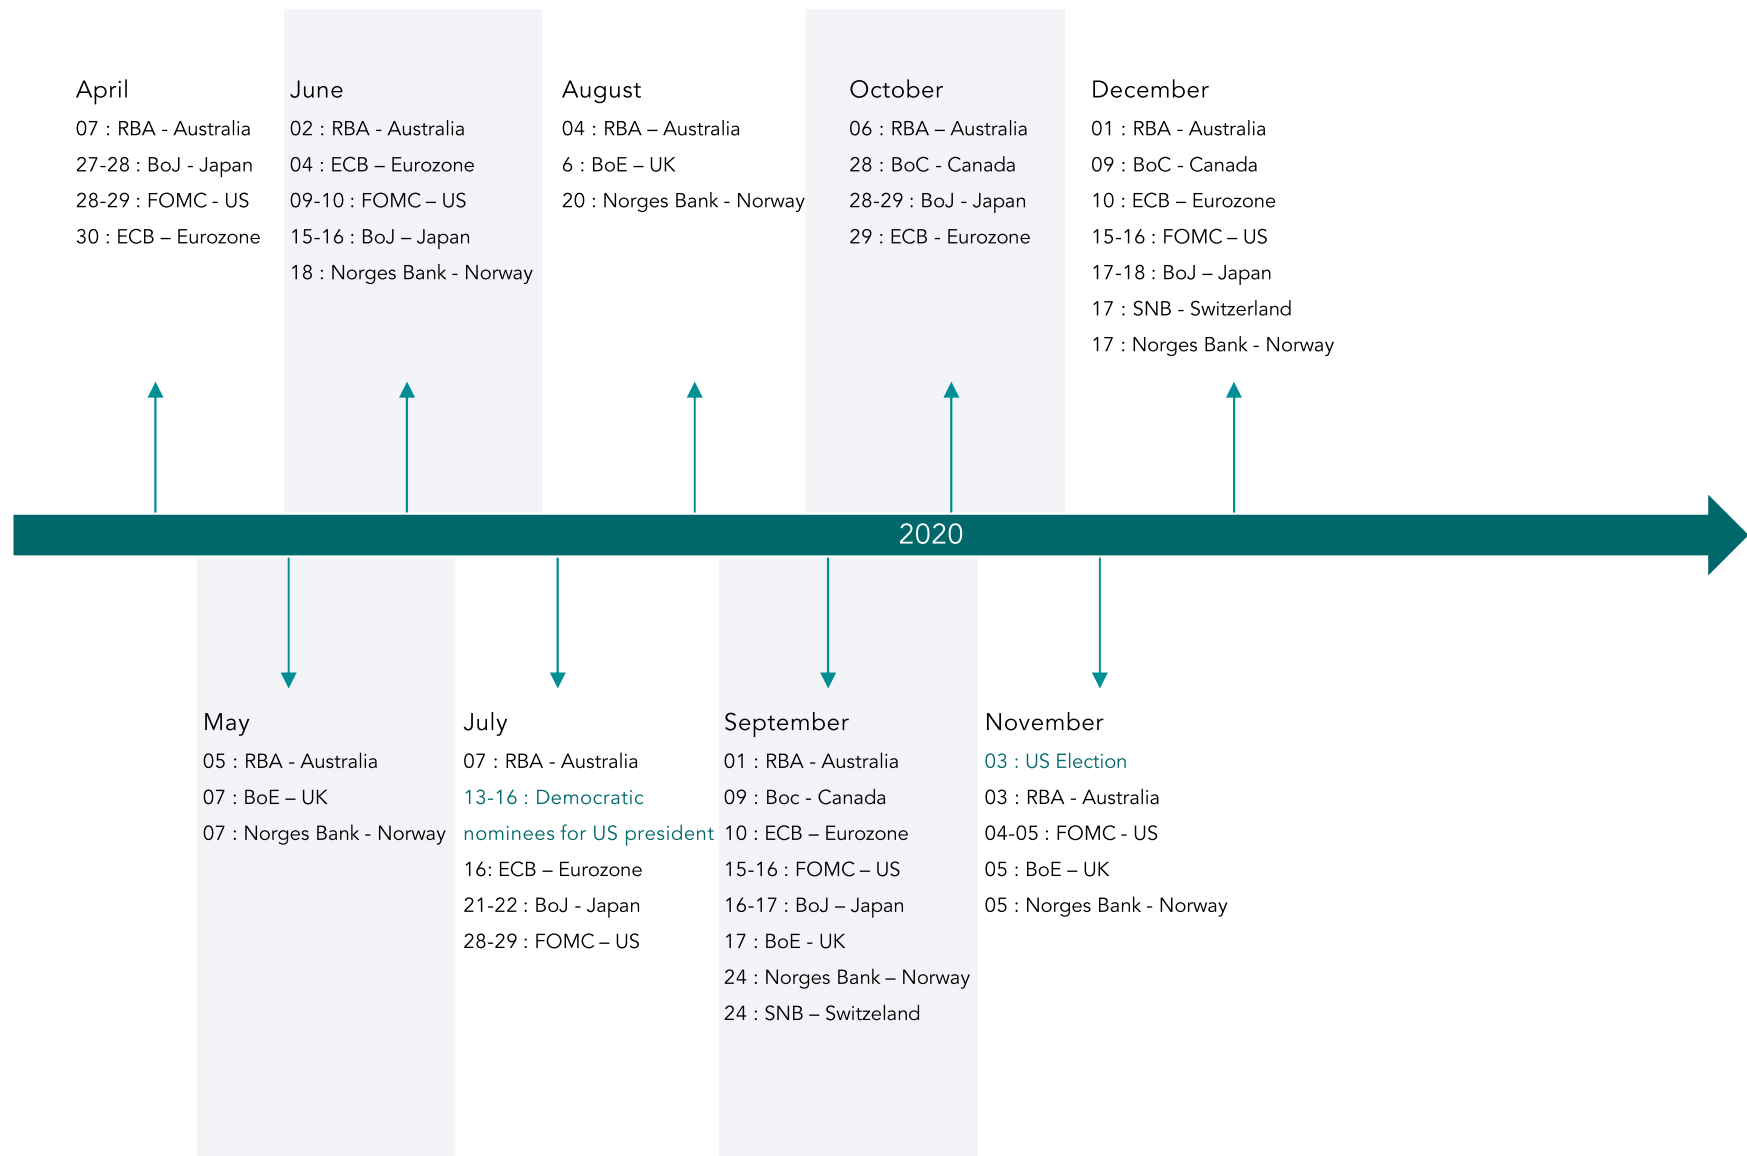 April
07 : RBA - Australia
27-28 : BoJ - Japan
28-29 : FOMC - US
30 : ECB – Eurozone
June
02 : RBA - Australia
04 : ECB – Eurozone
09-10 : FOMC – US
15-16 : BoJ – Japan
18 : Norges Bank - Norway
August
04 : RBA – Australia
6 : BoE – UK
20 : Norges Bank - Norway
October
06 : RBA – Australia
28 : BoC - Canada
28-29 : BoJ - Japan
29 : ECB - Eurozone
December
01 : RBA - Australia
09 : BoC - Canada
10 : ECB – Eurozone
15-16 : FOMC – US
17-18 : BoJ – Japan
17 : SNB - Switzerland
17 : Norges Bank - Norway
2020
May
05 : RBA - Australia
07 : BoE – UK
07 : Norges Bank - Norway
July
07 : RBA - Australia
13-16 : Democratic
nominees for US president
16: ECB – Eurozone
21-22 : BoJ - Japan
28-29 : FOMC – US
September
01 : RBA - Australia
09 : Boc - Canada
10 : ECB – Eurozone
15-16 : FOMC – US
16-17 : BoJ – Japan
17 : BoE - UK
24 : Norges Bank – Norway
24 : SNB – Switzeland
November
03 : US Election
03 : RBA - Australia
04-05 : FOMC - US
05 : BoE – UK
05 : Norges Bank - Norway